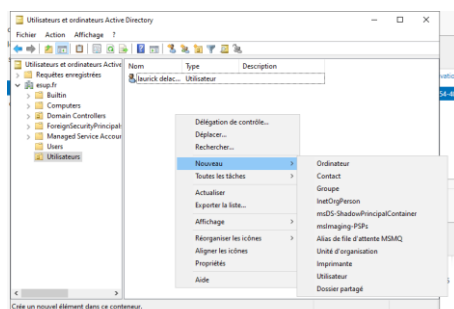 Utilisateurs et ordinateurs Active Directory
Fichier Action Affichage ?
Utilisateurs et ordinateurs Active
Requêtes enregistrées
esup.fr
Builtin
Computers
Domain Controllers
ForeignSecurityPrincipals
Managed Service Accour
Users
Utilisateurs
Nom Type Description
laurick delac... Utilisateur
Délégation de contrôle...
Déplacer...
Rechercher...
Nouveau
Toutes les tâches
Actualiser
Exporter la liste...
Affichage
Réorganiser les icônes
Aligner les icônes
Propriétés
Aide
Ordinateur
Contact
Groupe
InetOrgPerson
msDS-ShadowPrincipalContainer
msImaging-PSPs
Alias de file d'attente MSMQ
Unité d'organisation
Imprimante
Utilisateur
Dossier partagé
Crée un nouvel élément dans ce conteneur.